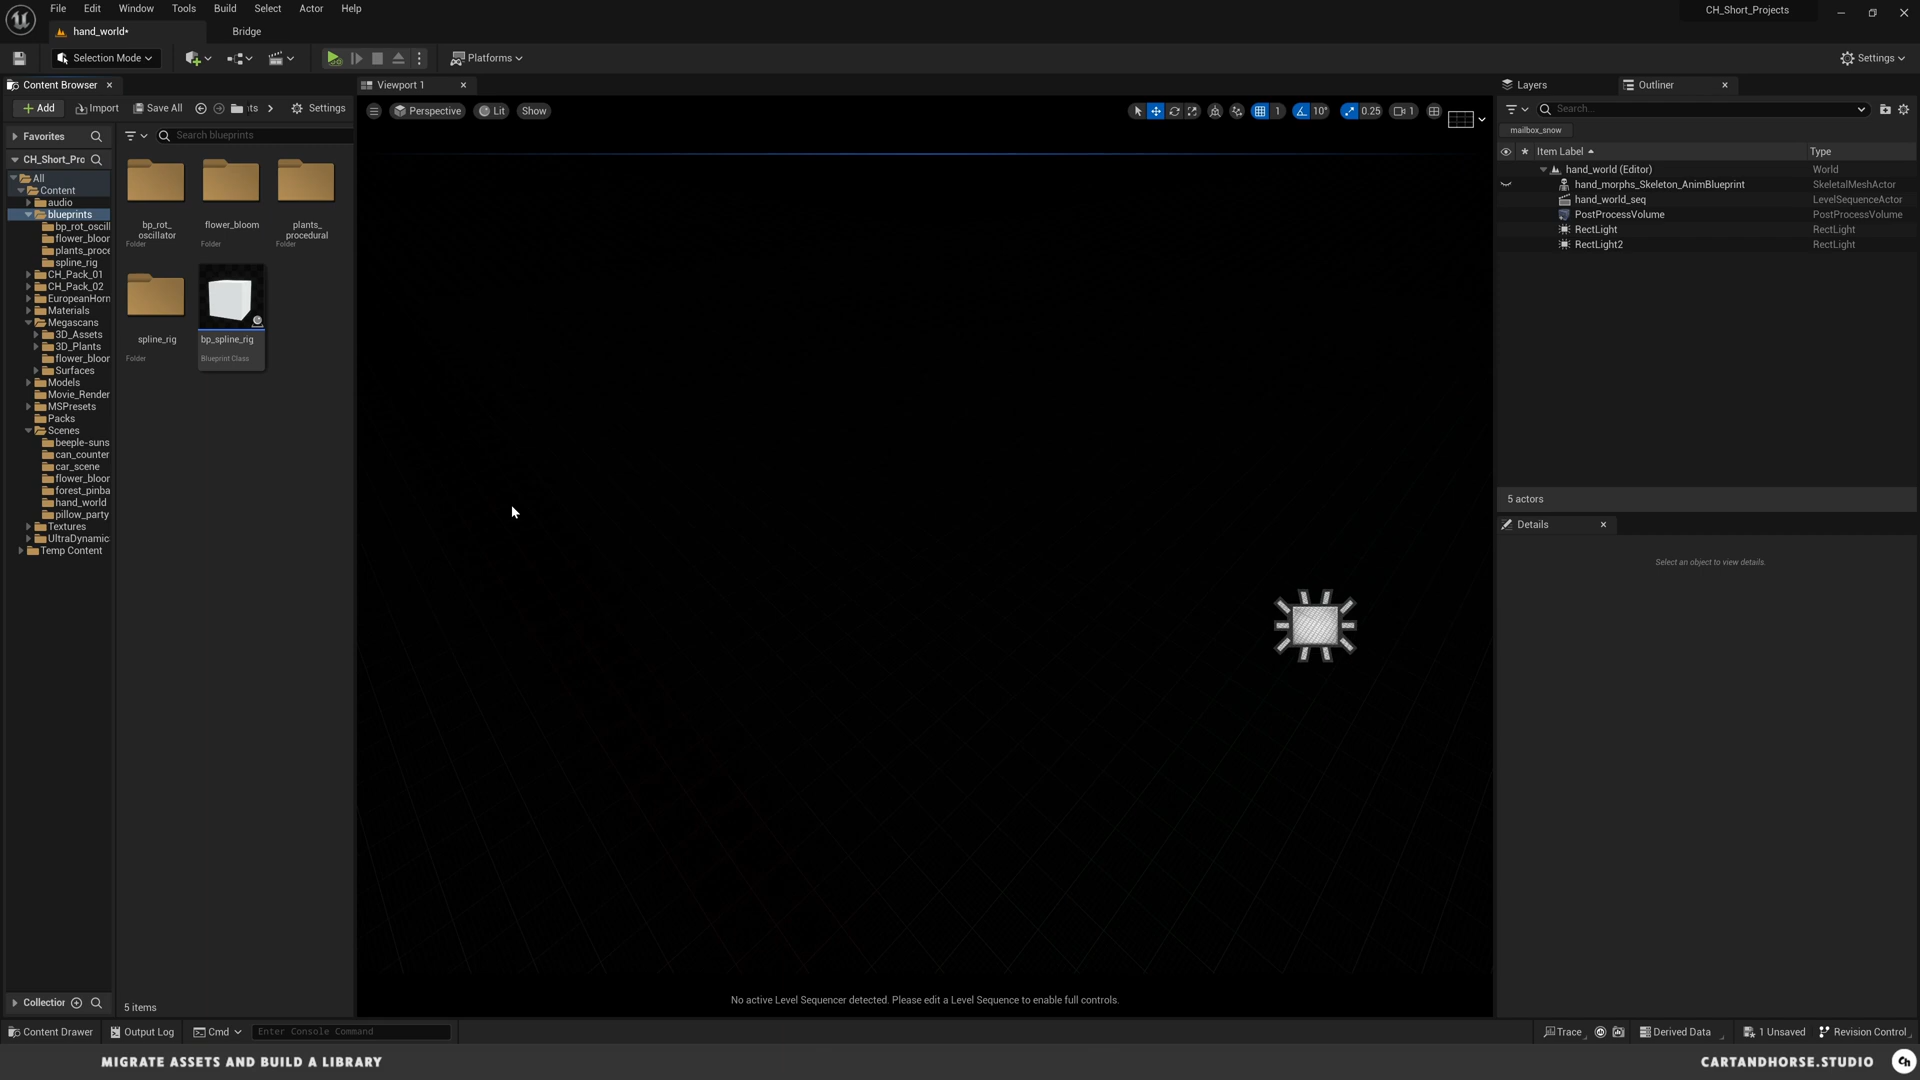 File Edit Window Tools Build Select Actor Help
CH_Short_Projects
hand_world*
Bridge
Selection Mode
Platforms
Settings
Content Browser
Viewport 1
Layers
Outliner
Add
Import
Save All
ts
Settings
Perspective
Lit
Show
1
10°
0.25
1
Search...
Favorites
Search blueprints
mailbox_snow
Item Label
Type
CH_Short_Pro
All
Content
audio
blueprints
bp_rot_oscill
flower_bloor
plants_proce
spline_rig
CH_Pack_01
CH_Pack_02
EuropeanHorn
Materials
Megascans
3D_Assets
3D_Plants
flower_bloor
Surfaces
Models
Movie_Render
MSPresets
Packs
Scenes
beeple-suns
can_counter
car_scene
flower_bloor
forest_pinba
hand_world
pillow_party
Textures
UltraDynamic
Temp Content
bp_rot_
oscillator
Folder
flower_bloom
Folder
plants_
procedural
Folder
spline_rig
Folder
bp_spline_rig
Blueprint Class
hand_world (Editor) World
hand_morphs_Skeleton_AnimBlueprint SkeletalMeshActor
hand_world_seq LevelSequenceActor
PostProcessVolume PostProcessVolume
RectLight RectLight
RectLight2 RectLight
5 actors
Details
Select an object to view details.
No active Level Sequencer detected. Please edit a Level Sequence to enable full controls.
Collection
5 items
Content Drawer
Output Log
Cmd
Enter Console Command
Trace
Derived Data
1 Unsaved
Revision Control
MIGRATE ASSETS AND BUILD A LIBRARY
CARTANDHORSE.STUDIO
Ch